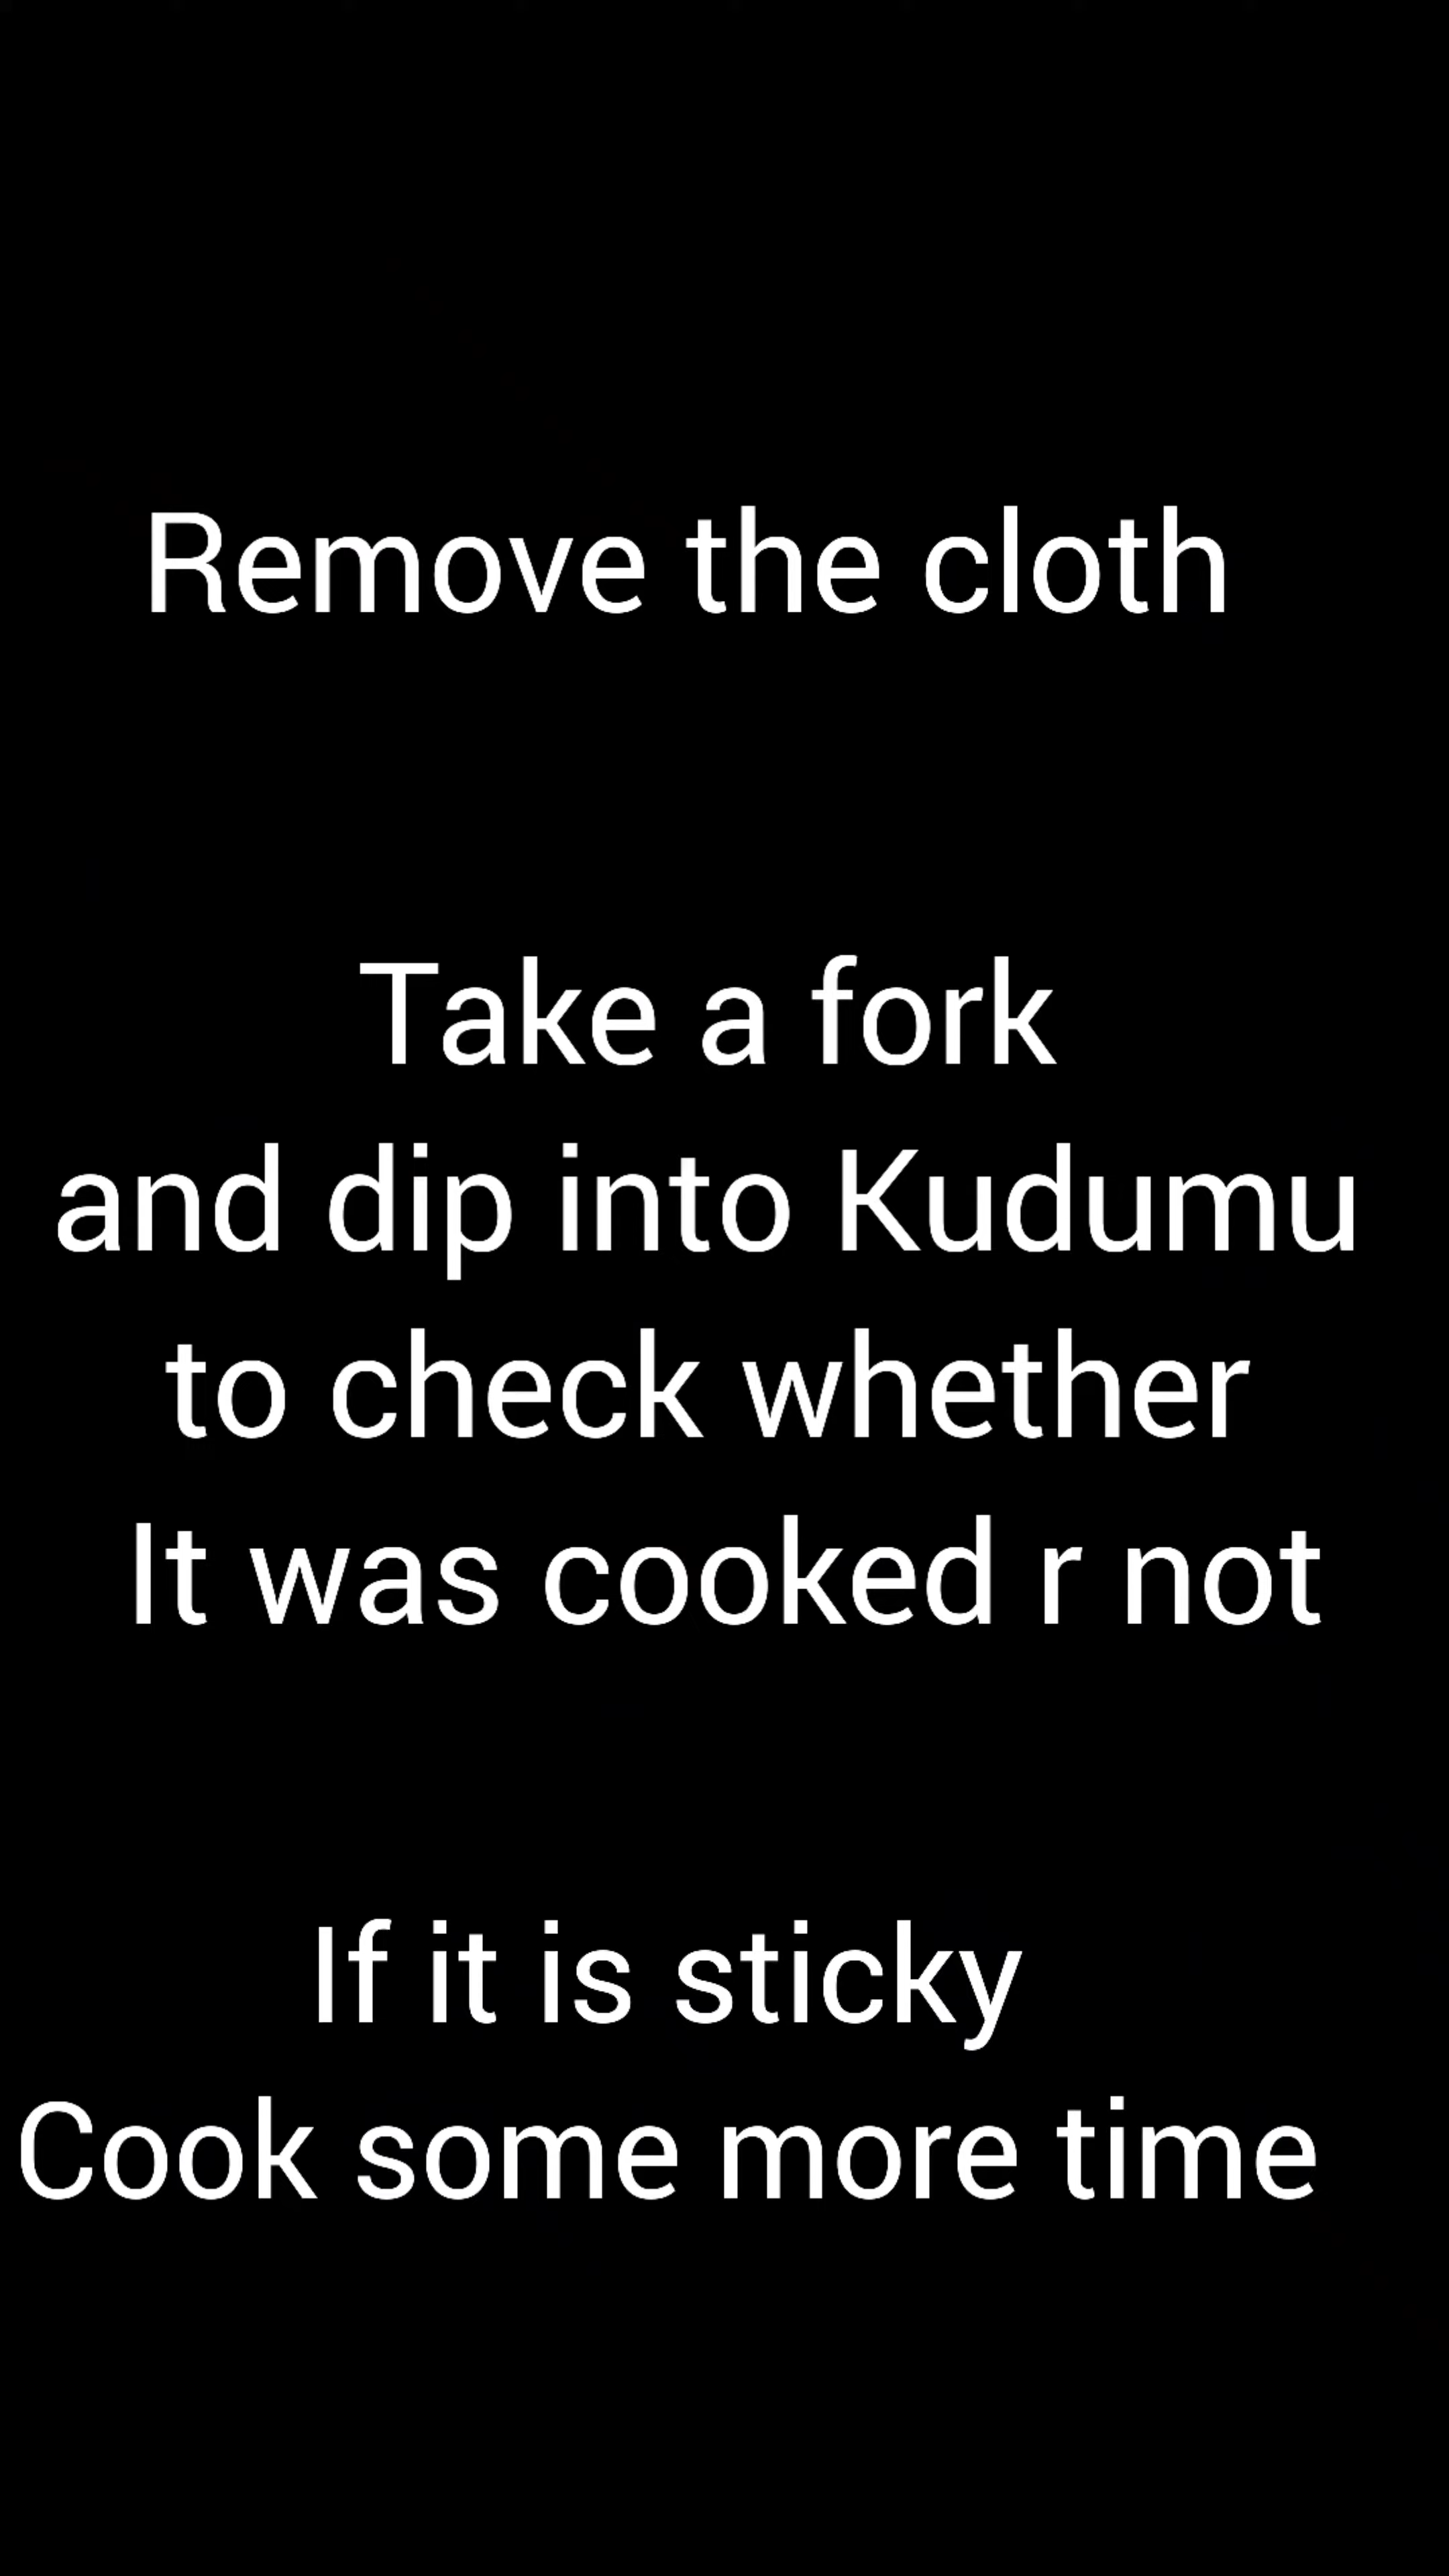 Remove the cloth
Take a fork
and dip into Kudumu
to check whether
It was cooked r not
If it is sticky
Cook some more time